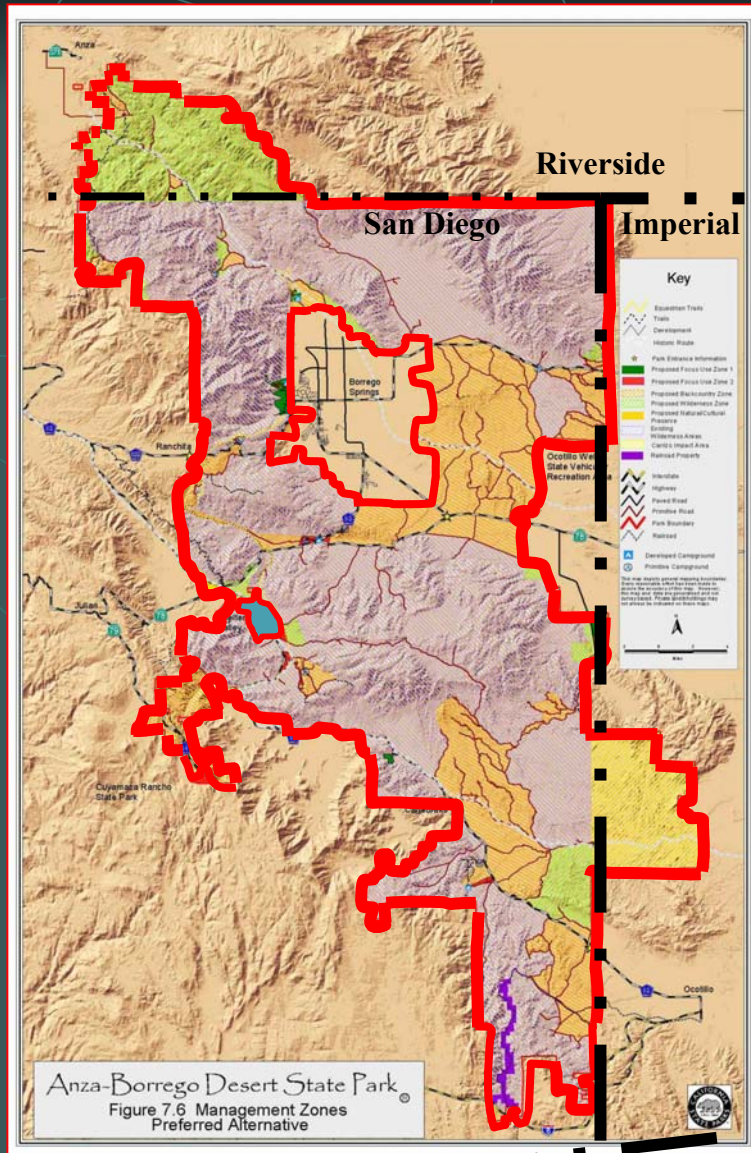 Anza
Riverside
San Diego
Imperial
Key
Equestrian Trails
Trails
Development
Historic Route
Park Entrance Information
Proposed Focus Use Zone 1
Proposed Focus Use Zone 2
Proposed Backcountry Zone
Proposed Wilderness Zone
Proposed Natural/Cultural
Preserve
Existing
Wilderness Areas
Carrizo Impact Area
Railroad Property
Interstate
Highway
Paved Road
Primitive Road
Park Boundary
Railroad
Developed Campground
Primitive Campground
N
Miles
Borrego
Springs
Ranchita
Ocotillo
State
Recreation
78
Julian
79
78
Cuyamaca Rancho
State Park
Ocotillo
Anza-Borrego Desert State Park
Figure 7.6 Management Zones
Preferred Alternative